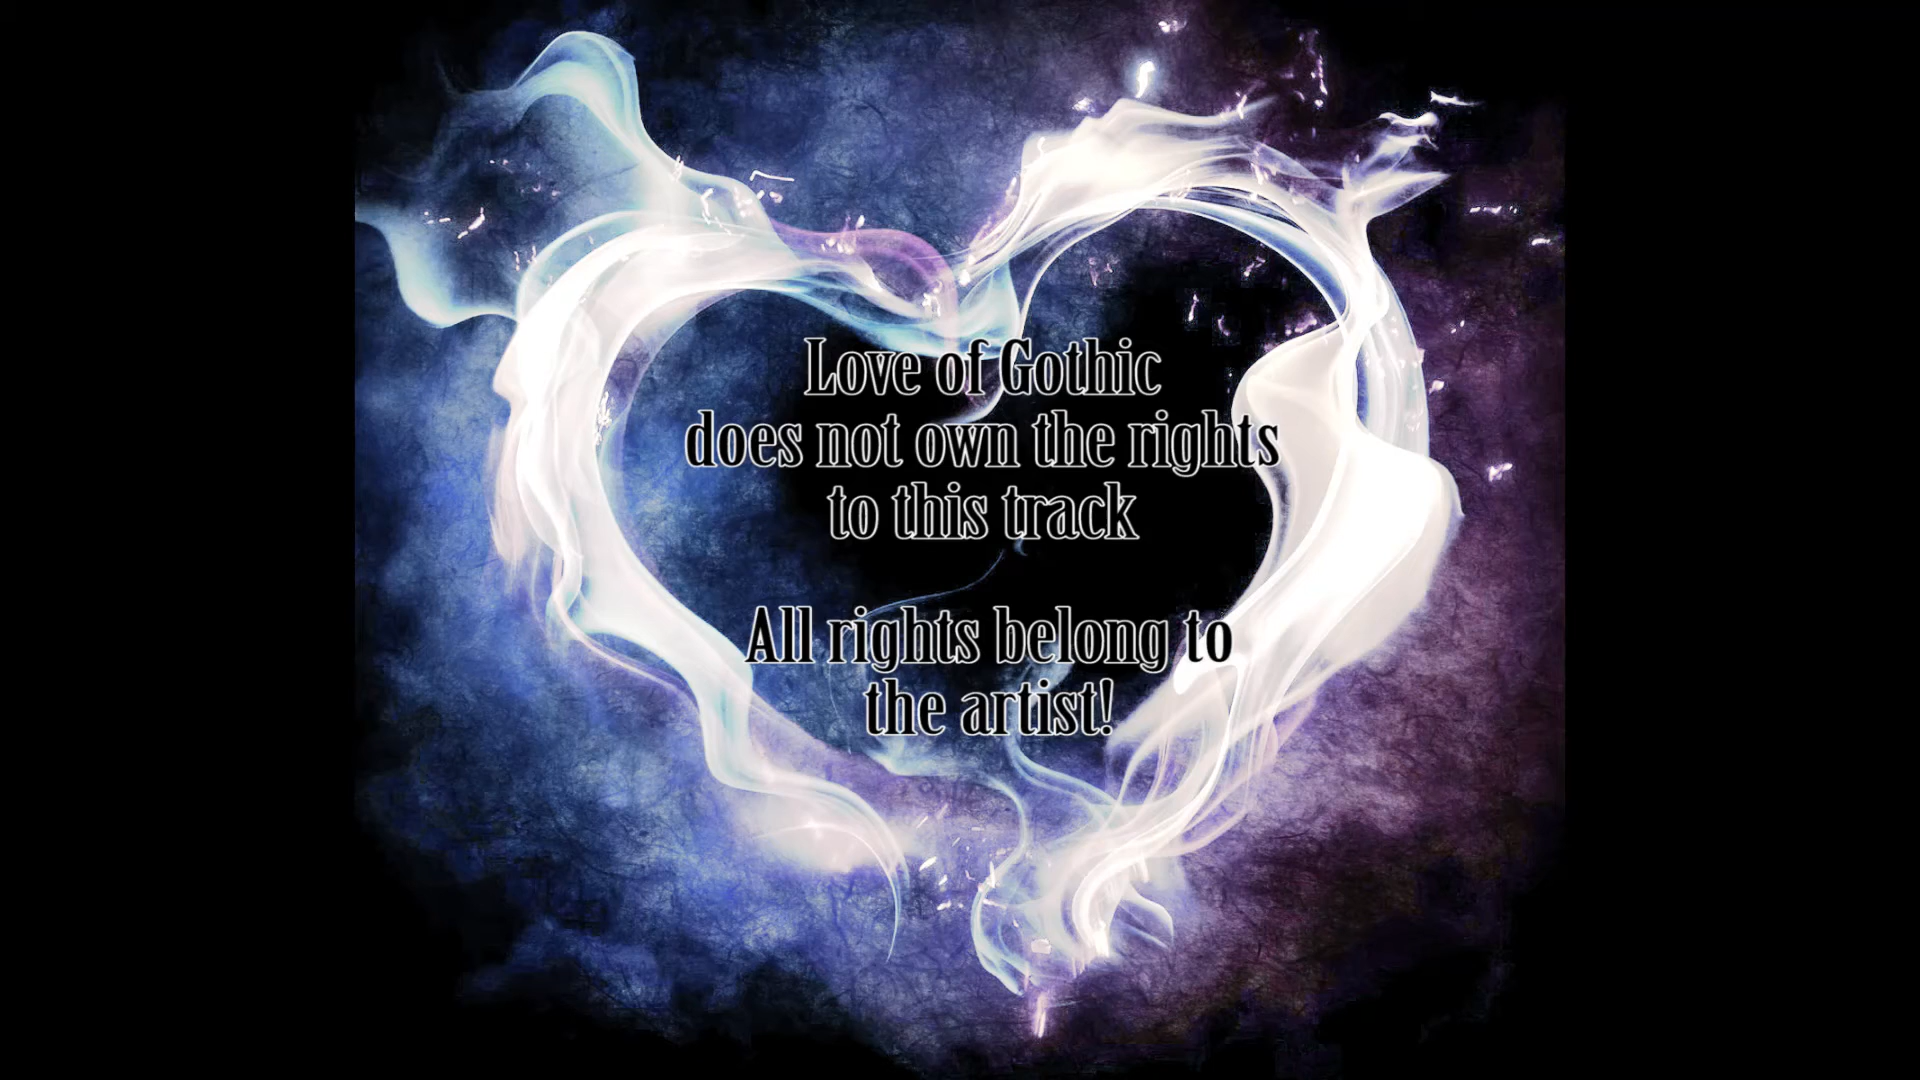 Love of Gothic
does not own the rights
to this track
All rights belong to
the artist!